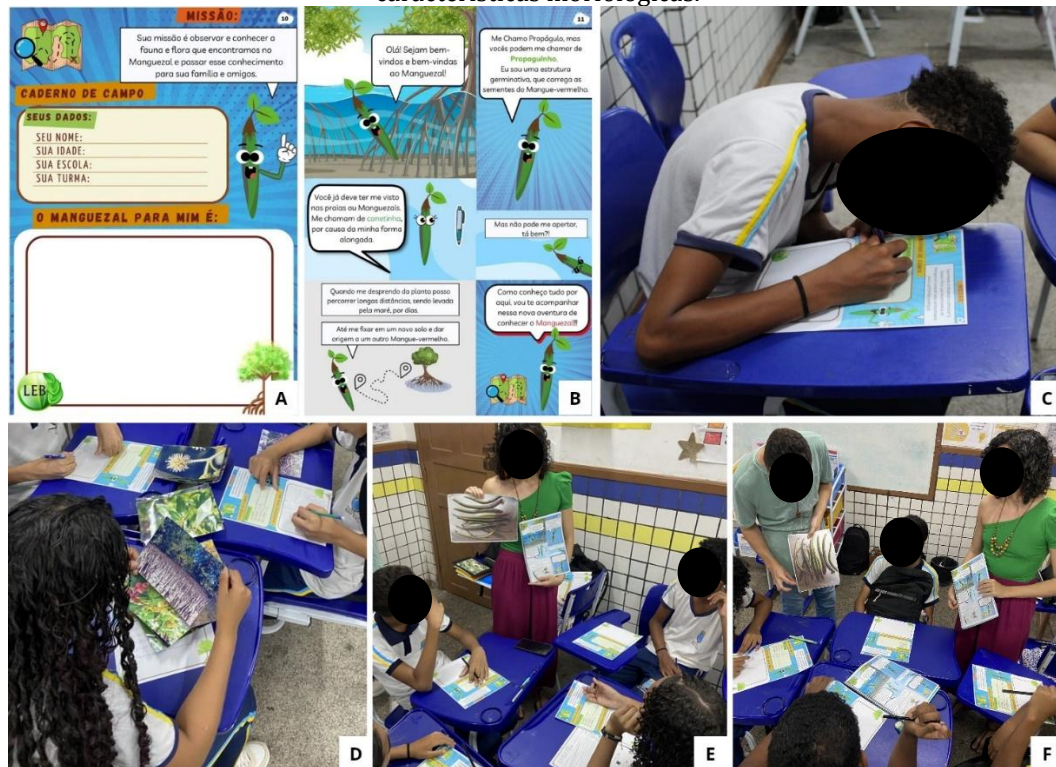 características morfológicas.
MISSÃO:
10
Sua missão é observar e conhecer a
fauna e flora que encontramos no
Manguezal e passar esse conhecimento
para sua família e amigos.
CADERNO DE CAMPO
SEUS DADOS:
SEU NOME:
SUA IDADE:
SUA ESCOLA:
SUA TURMA:
O MANGUEZAL PARA MIM É:
LEB
A
11
Olá! Sejam bem-
vindos e bem-vindas
ao Manguezal!
Me Chamo Propágulo, mas
vocês podem me chamar de
Propaguinho.
Eu sou uma estrutura
germinativa, que carrega as
sementes do Mangue-vermelho.
Você já deve ter me visto
nas praias ou Manguezais.
Me chamam de canetinha,
por causa da minha forma
alongada.
Mas não pode me apertar,
tá bem?!
Quando me desprendo da planta posso
percorrer longas distâncias, sendo levado
pela maré, por dias.
Até me fixar em um novo solo e dar
origem a um outro Mangue-vermelho.
Como conheço tudo por
aqui, vou te acompanhar
nessa nova aventura de
conhecer o Manguezal!!!
B
C
D
E
F